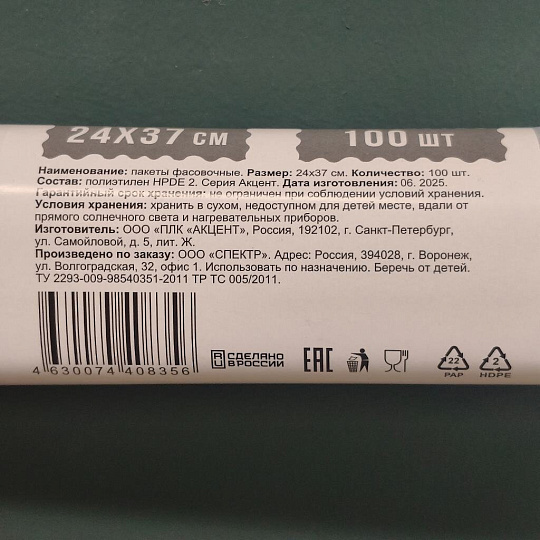 24X37 СМ
100 ШТ
Наименование: пакеты фасовочные. Размер: 24х37 см. Количество: 100 шт.
Состав: полиэтилен HPDE 2. Серия Акцент. Дата изготовления: 06. 2025.
Гарантийный срок хранения: не ограничен при соблюдении условий хранения.
Условия хранения: хранить в сухом, недоступном для детей месте, вдали от
прямого солнечного света и нагревательных приборов.
Изготовитель: ООО «ПЛК «АКЦЕНТ», Россия, 192102, г. Санкт-Петербург,
ул. Самойловой, д. 5, лит. Ж.
Произведено по заказу: ООО «СПЕКТР». Адрес: Россия, 394028, г. Воронеж,
ул. Волгоградская, 32, офис 1. Использовать по назначению. Беречь от детей.
ТУ 2293-009-98540351-2011 ТР ТС 005/2011.
4 630074 408356
СДЕЛАНО
В РОССИИ
EAC
22
PAP
2
HDPE